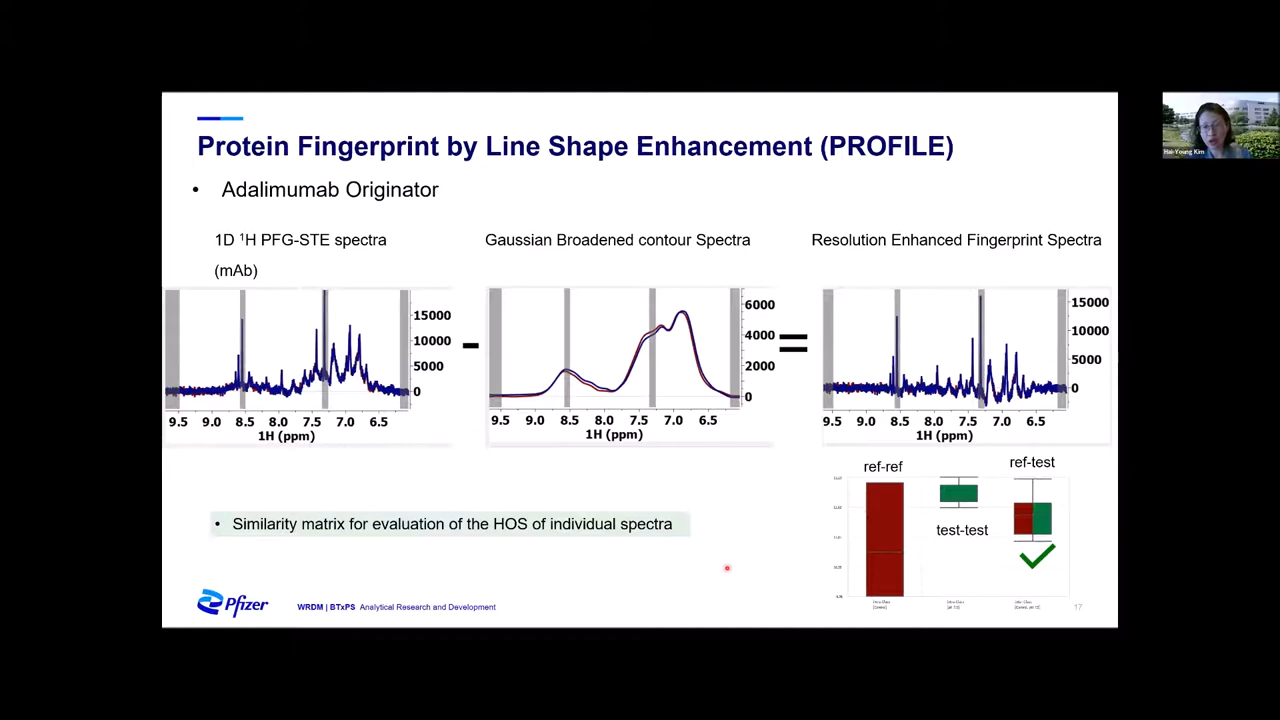 Protein Fingerprint by Line Shape Enhancement (PROFILE)
• Adalimumab Originator
1D ¹H PFG-STE spectra
(mAb)
Gaussian Broadened contour Spectra
Resolution Enhanced Fingerprint Spectra
15000
10000
5000
0
9.5 9.0 8.5 8.0 7.5 7.0 6.5
1H (ppm)
-
6000
4000
2000
0
9.5 9.0 8.5 8.0 7.5 7.0 6.5
1H (ppm)
=
15000
10000
5000
0
9.5 9.0 8.5 8.0 7.5 7.0 6.5
1H (ppm)
ref-ref
ref-test
test-test
• Similarity matrix for evaluation of the HOS of individual spectra
Pfizer
WRDM | BTxPS Analytical Research and Development
17
Hai-Young Kim